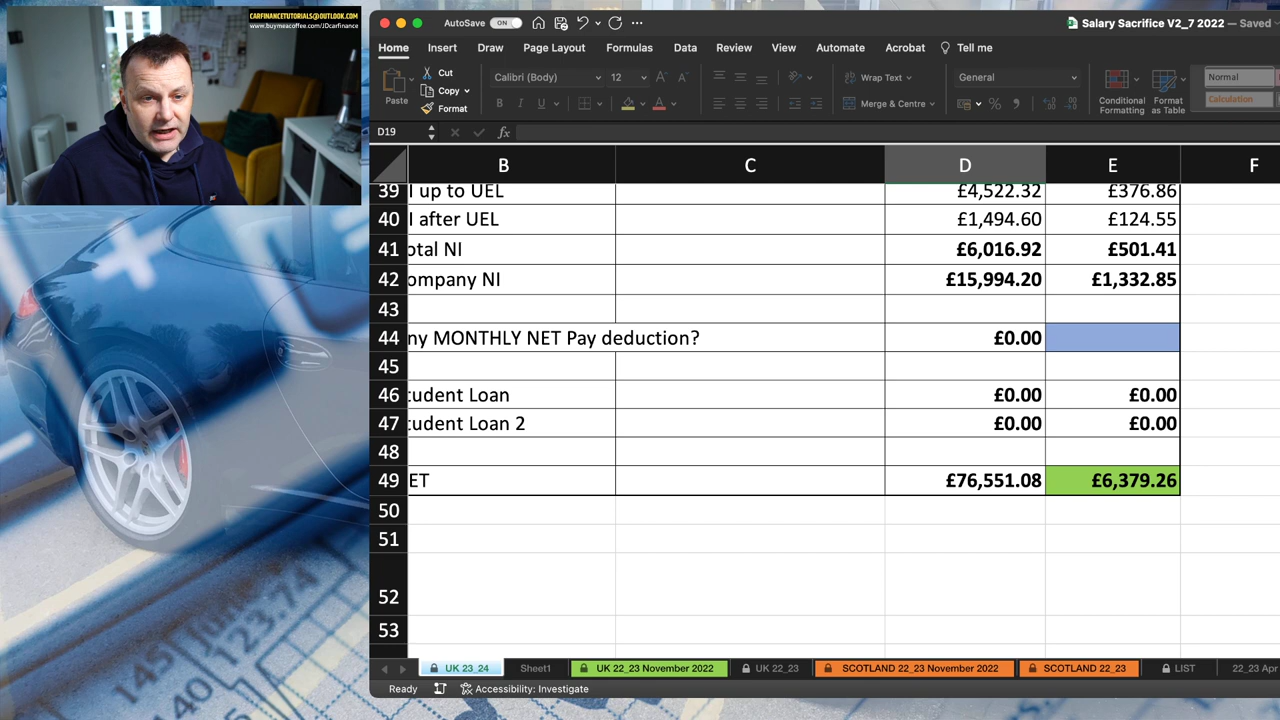 CARFINANCETUTORIALS@OUTLOOK.COM
www.buymeacoffee.com/JDcarfinance
AutoSave ON
Salary Sacrifice V2_7 2022 — Saved
Home Insert Draw Page Layout Formulas Data Review View Automate Acrobat Tell me
Paste
Cut
Copy
Format
Calibri (Body) 12
B I U
Wrap Text
Merge & Centre
General
Conditional Formatting
Format as Table
Normal
Calculation
D19 fx
B C D E F
39 I up to UEL £4,522.32 £376.86
40 I after UEL £1,494.60 £124.55
41 otal NI £6,016.92 £501.41
42 ompany NI £15,994.20 £1,332.85
43
44 ny MONTHLY NET Pay deduction? £0.00
45
46 tudent Loan £0.00 £0.00
47 tudent Loan 2 £0.00 £0.00
48
49 ET £76,551.08 £6,379.26
50
51
52
53
UK 23_24 Sheet1 UK 22_23 November 2022 UK 22_23 SCOTLAND 22_23 November 2022 SCOTLAND 22_23 LIST 22_23 Apr
Ready Accessibility: Investigate
1451
123.74